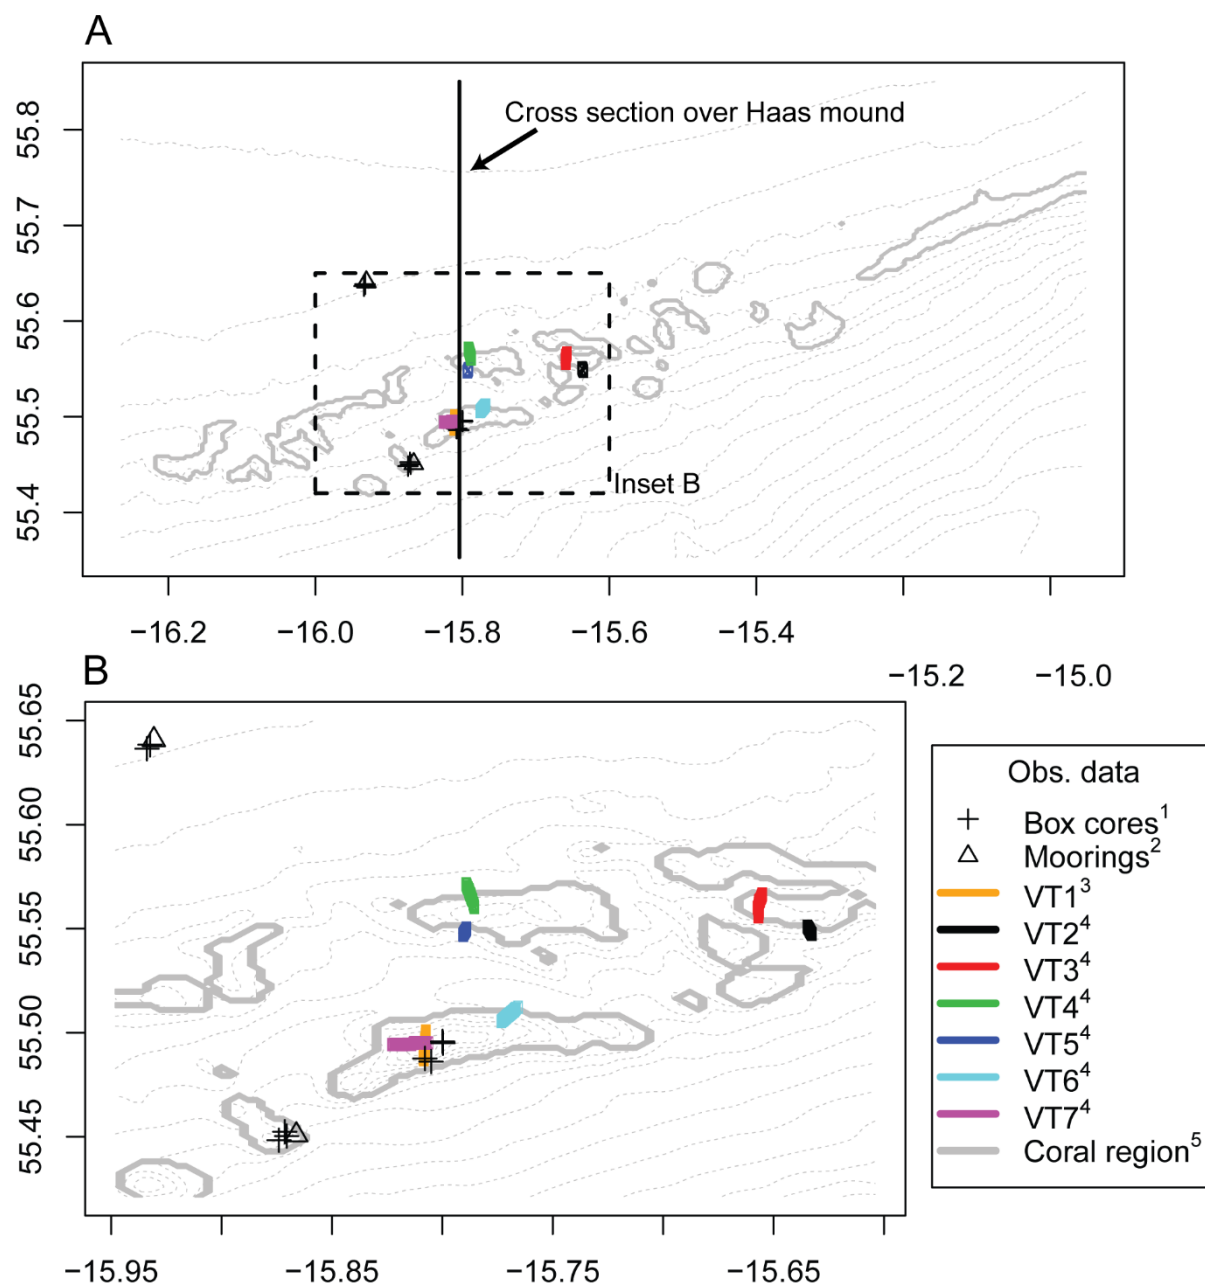 A
55.8
55.7
55.6
55.5
55.4
Cross section over Haas mound
Inset B
−16.2 −16.0 −15.8 −15.6 −15.4
−15.2 −15.0
B
55.65
55.60
55.55
55.50
55.45
−15.95 −15.85 −15.75 −15.65
Obs. data
Box cores¹
Moorings²
VT1³
VT2⁴
VT3⁴
VT4⁴
VT5⁴
VT6⁴
VT7⁴
Coral region⁵